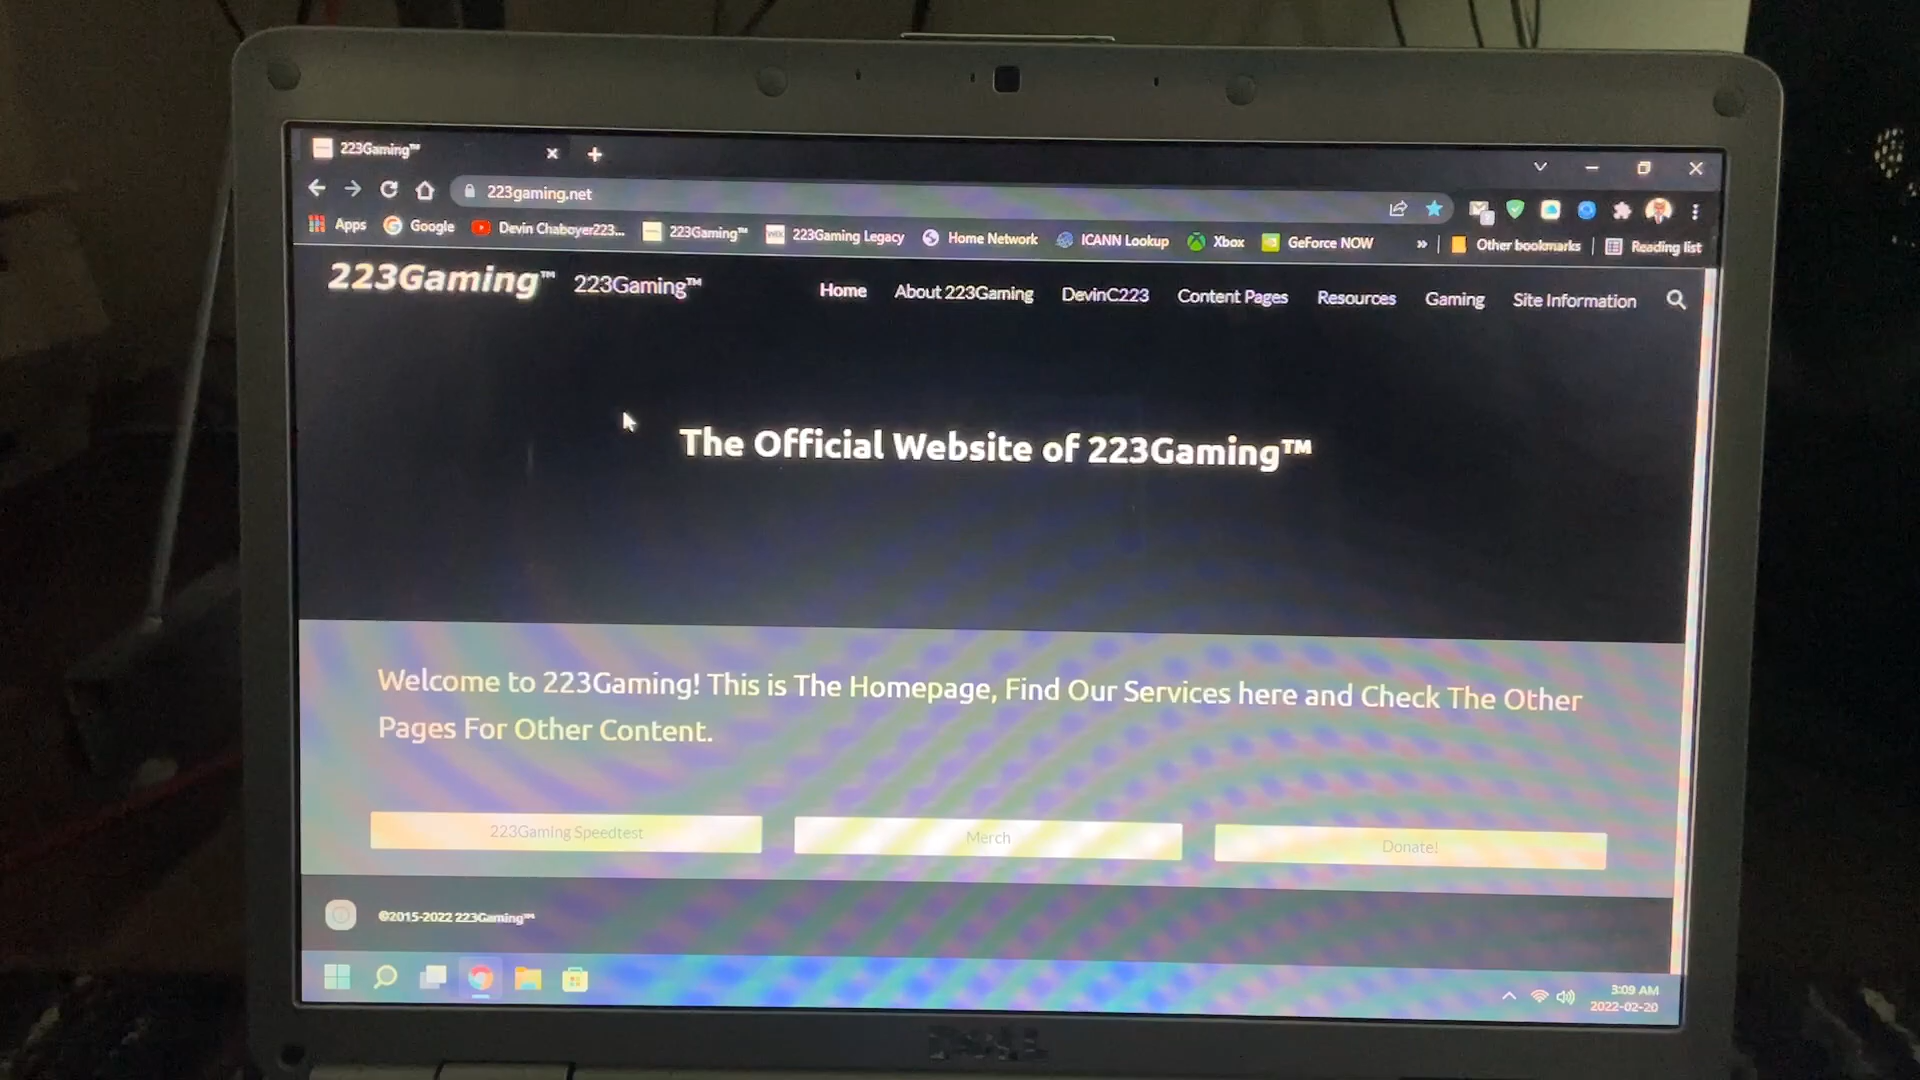 223Gaming™
223gaming.net
Apps Google Devin Chaboyer223... 223Gaming™ 223Gaming Legacy Home Network ICANN Lookup Xbox GeForce NOW » Other bookmarks Reading list
223Gaming™ 223Gaming™ Home About 223Gaming DevinC223 Content Pages Resources Gaming Site Information
The Official Website of 223Gaming™
Welcome to 223Gaming! This is The Homepage, Find Our Services here and Check The Other
Pages For Other Content.
223Gaming Speedtest Merch Donate!
©2015-2022 223Gaming™
3:09 AM
2022-02-20
DELL